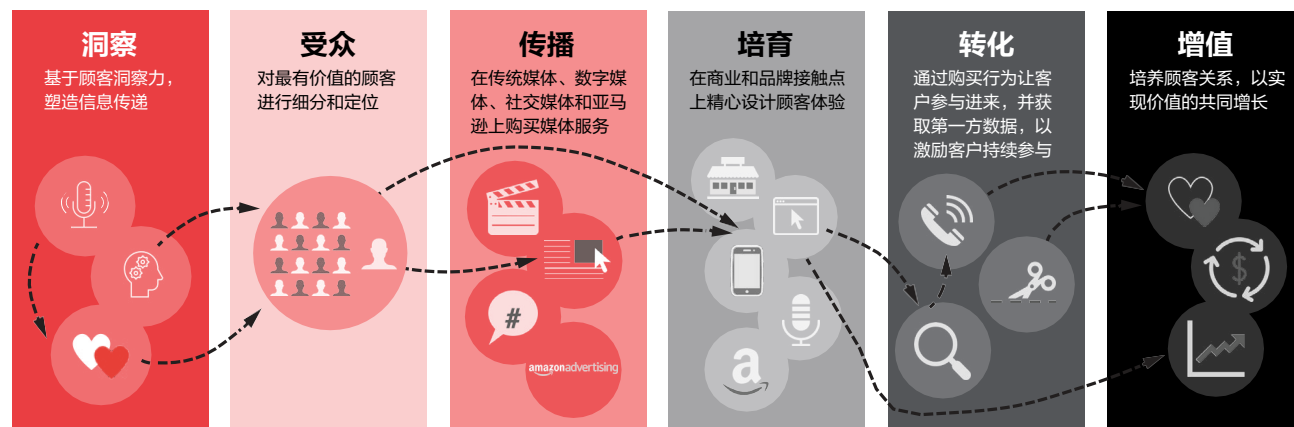 洞察
基于顾客洞察力，
塑造信息传递
受众
对最有价值的顾客
进行细分和定位
传播
在传统媒体、数字媒
体、社交媒体和亚马
逊上购买媒体服务
#
amazonadvertising
培育
在商业和品牌接触点
上精心设计顾客体验
a
转化
通过购买行为让客
户参与进来，并获
取第一方数据，以
激励客户持续参与
增值
培养顾客关系，以实
现价值的共同增长
$